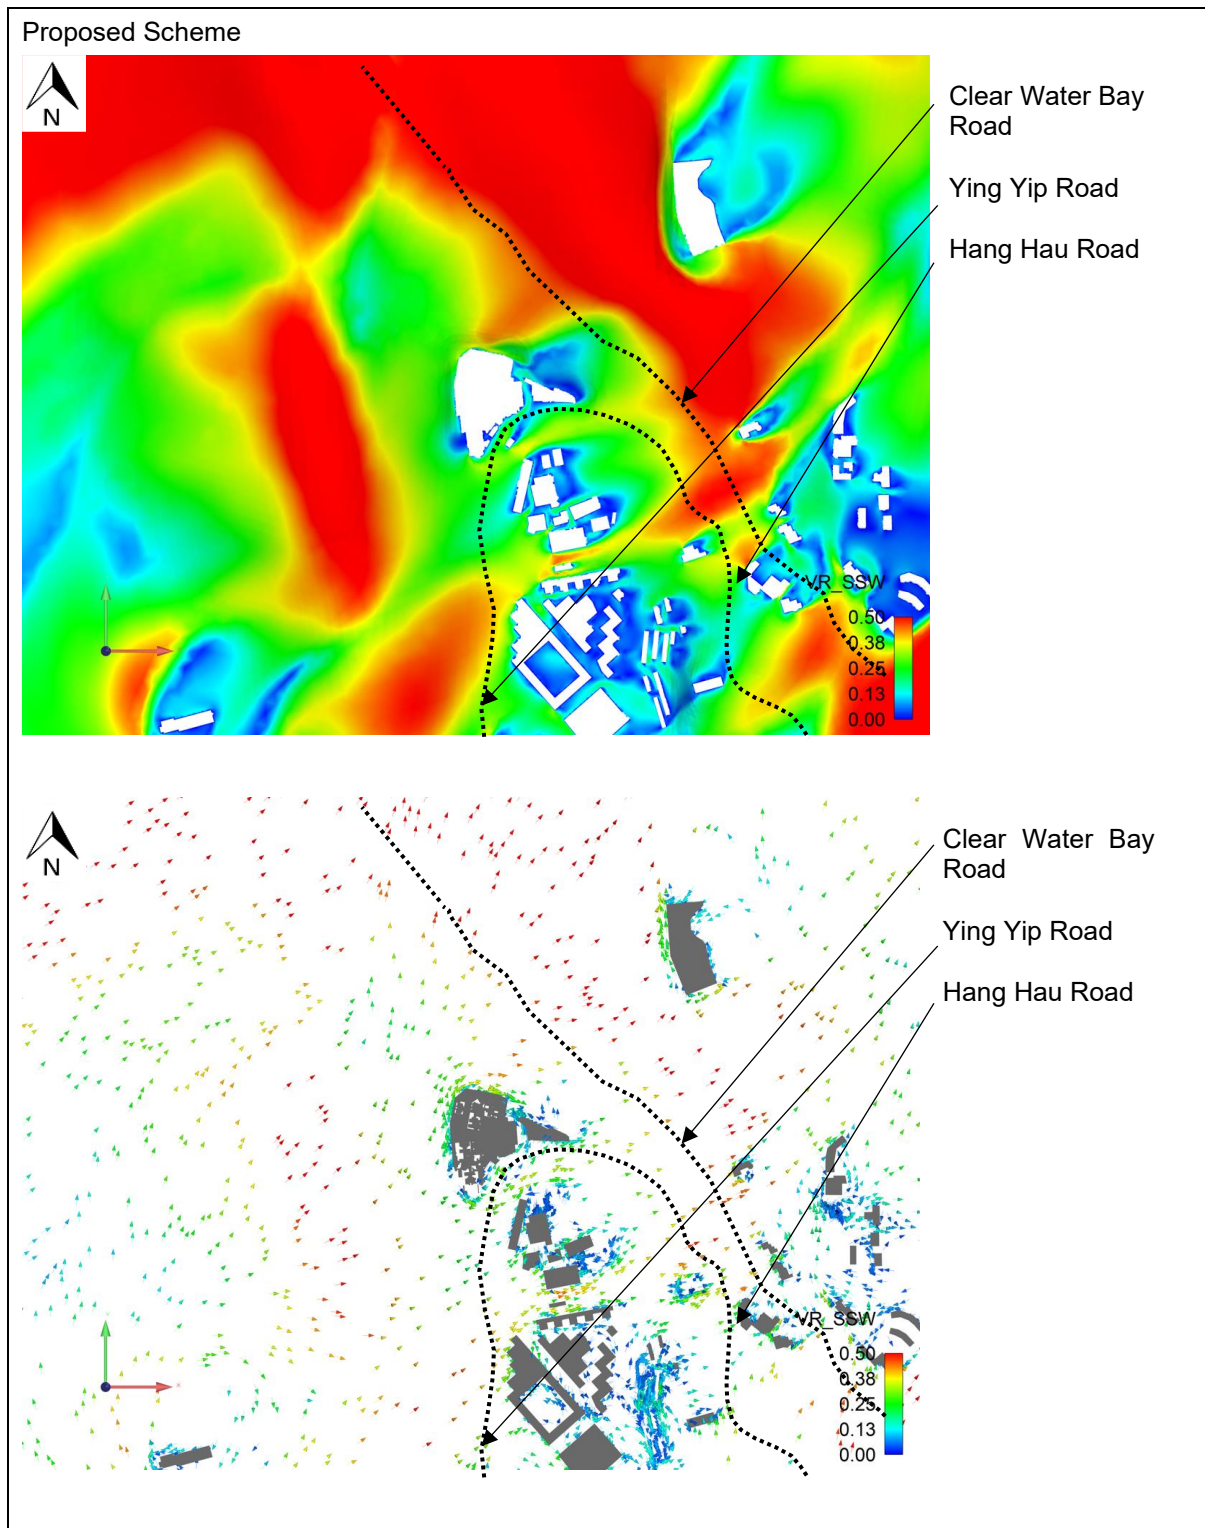 Proposed Scheme
N
Clear Water Bay
Road
Ying Yip Road
Hang Hau Road
VR_SSW
0.50
0.38
0.25
0.13
0.00
N
Clear Water Bay
Road
Ying Yip Road
Hang Hau Road
VR_SSW
0.50
0.38
0.25
0.13
0.00